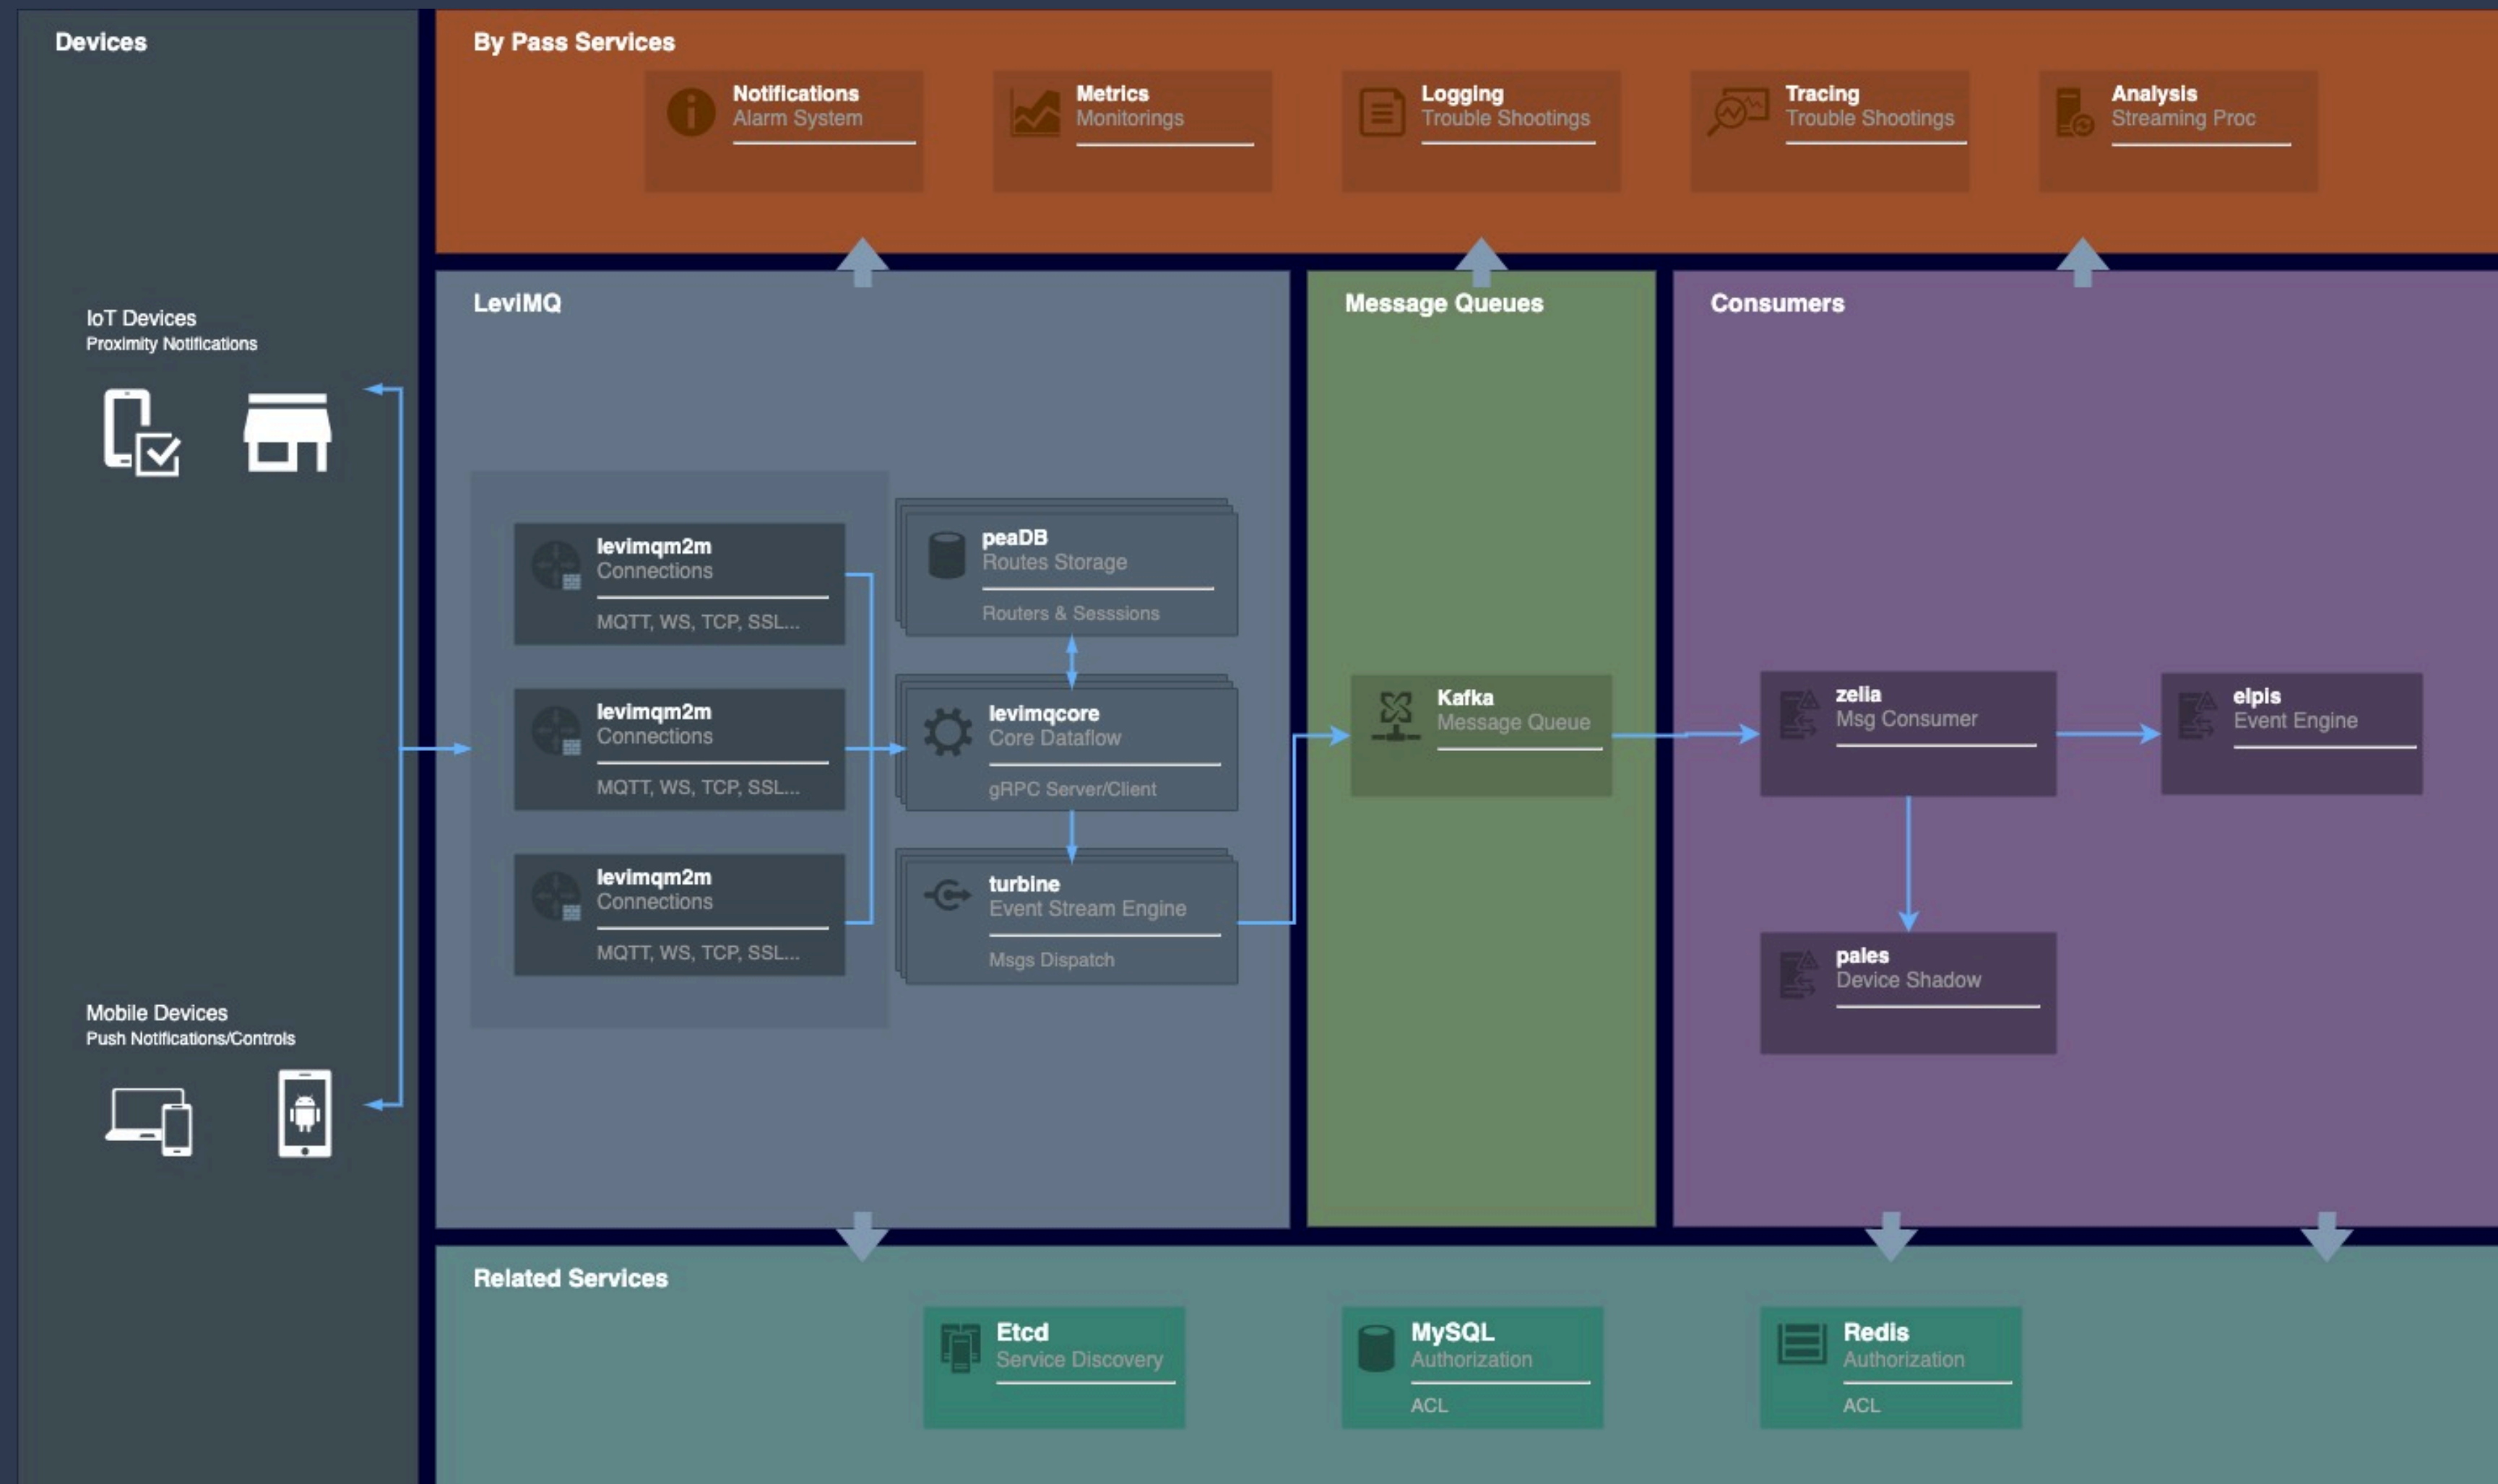 Devices
By Pass Services
Notifications
Alarm System
Metrics
Monitorings
Logging
Trouble Shootings
Tracing
Trouble Shootings
Analysis
Streaming Proc
IoT Devices
Proximity Notifications
Mobile Devices
Push Notifications/Controls
LeviMQ
levimqm2m
Connections
MQTT, WS, TCP, SSL...
levimqm2m
Connections
MQTT, WS, TCP, SSL...
levimqm2m
Connections
MQTT, WS, TCP, SSL...
peaDB
Routes Storage
Routers & Sesssions
levimqcore
Core Dataflow
gRPC Server/Client
turbine
Event Stream Engine
Msgs Dispatch
Message Queues
Kafka
Message Queue
Consumers
zelia
Msg Consumer
elpis
Event Engine
pales
Device Shadow
Related Services
Etcd
Service Discovery
MySQL
Authorization
ACL
Redis
Authorization
ACL